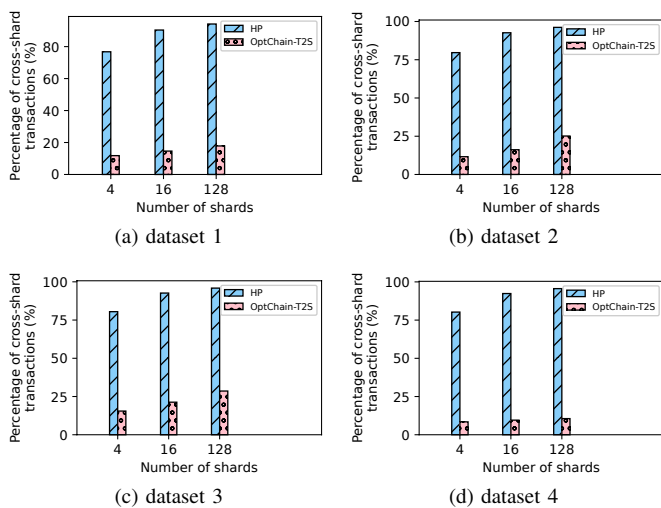 Percentage of cross-shard
transactions (%)
80
60
40
20
0
HP
OptChain-T2S
4 16 128
Number of shards
(a) dataset 1
Percentage of cross-shard
transactions (%)
100
75
50
25
0
HP
OptChain-T2S
4 16 128
Number of shards
(b) dataset 2
Percentage of cross-shard
transactions (%)
100
75
50
25
0
HP
OptChain-T2S
4 16 128
Number of shards
(c) dataset 3
Percentage of cross-shard
transactions (%)
100
75
50
25
0
HP
OptChain-T2S
4 16 128
Number of shards
(d) dataset 4